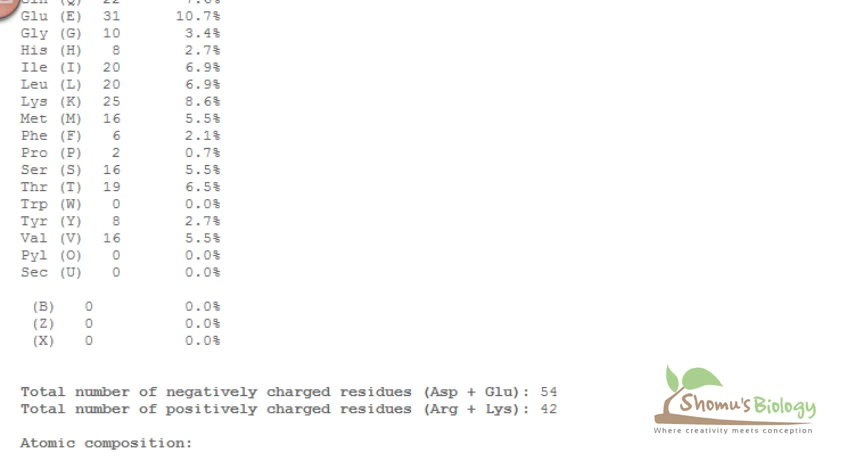 Gln (Q) 22 7.6%
Glu (E) 31 10.7%
Gly (G) 10 3.4%
His (H) 8 2.7%
Ile (I) 20 6.9%
Leu (L) 20 6.9%
Lys (K) 25 8.6%
Met (M) 16 5.5%
Phe (F) 6 2.1%
Pro (P) 2 0.7%
Ser (S) 16 5.5%
Thr (T) 19 6.5%
Trp (W) 0 0.0%
Tyr (Y) 8 2.7%
Val (V) 16 5.5%
Pyl (O) 0 0.0%
Sec (U) 0 0.0%
(B) 0 0.0%
(Z) 0 0.0%
(X) 0 0.0%
Total number of negatively charged residues (Asp + Glu): 54
Total number of positively charged residues (Arg + Lys): 42
Atomic composition:
Shomu's Biology
Where creativity meets conception